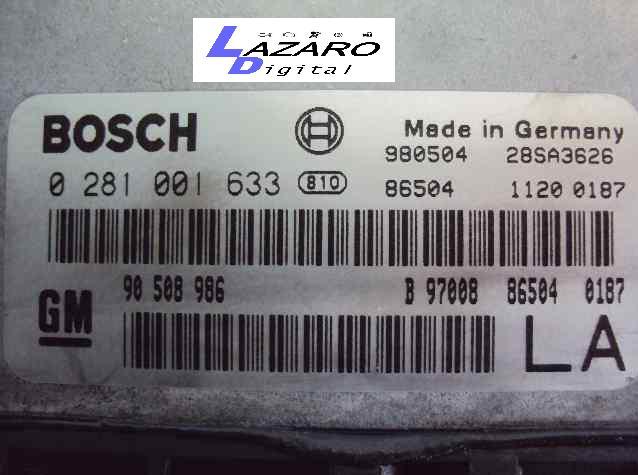 LAZARO
Digital
BOSCH Made in Germany
980504 28SA3626
0 281 001 633 810 86504 1120 0187
90 508 986 B 97008 86504 0187
GM LA